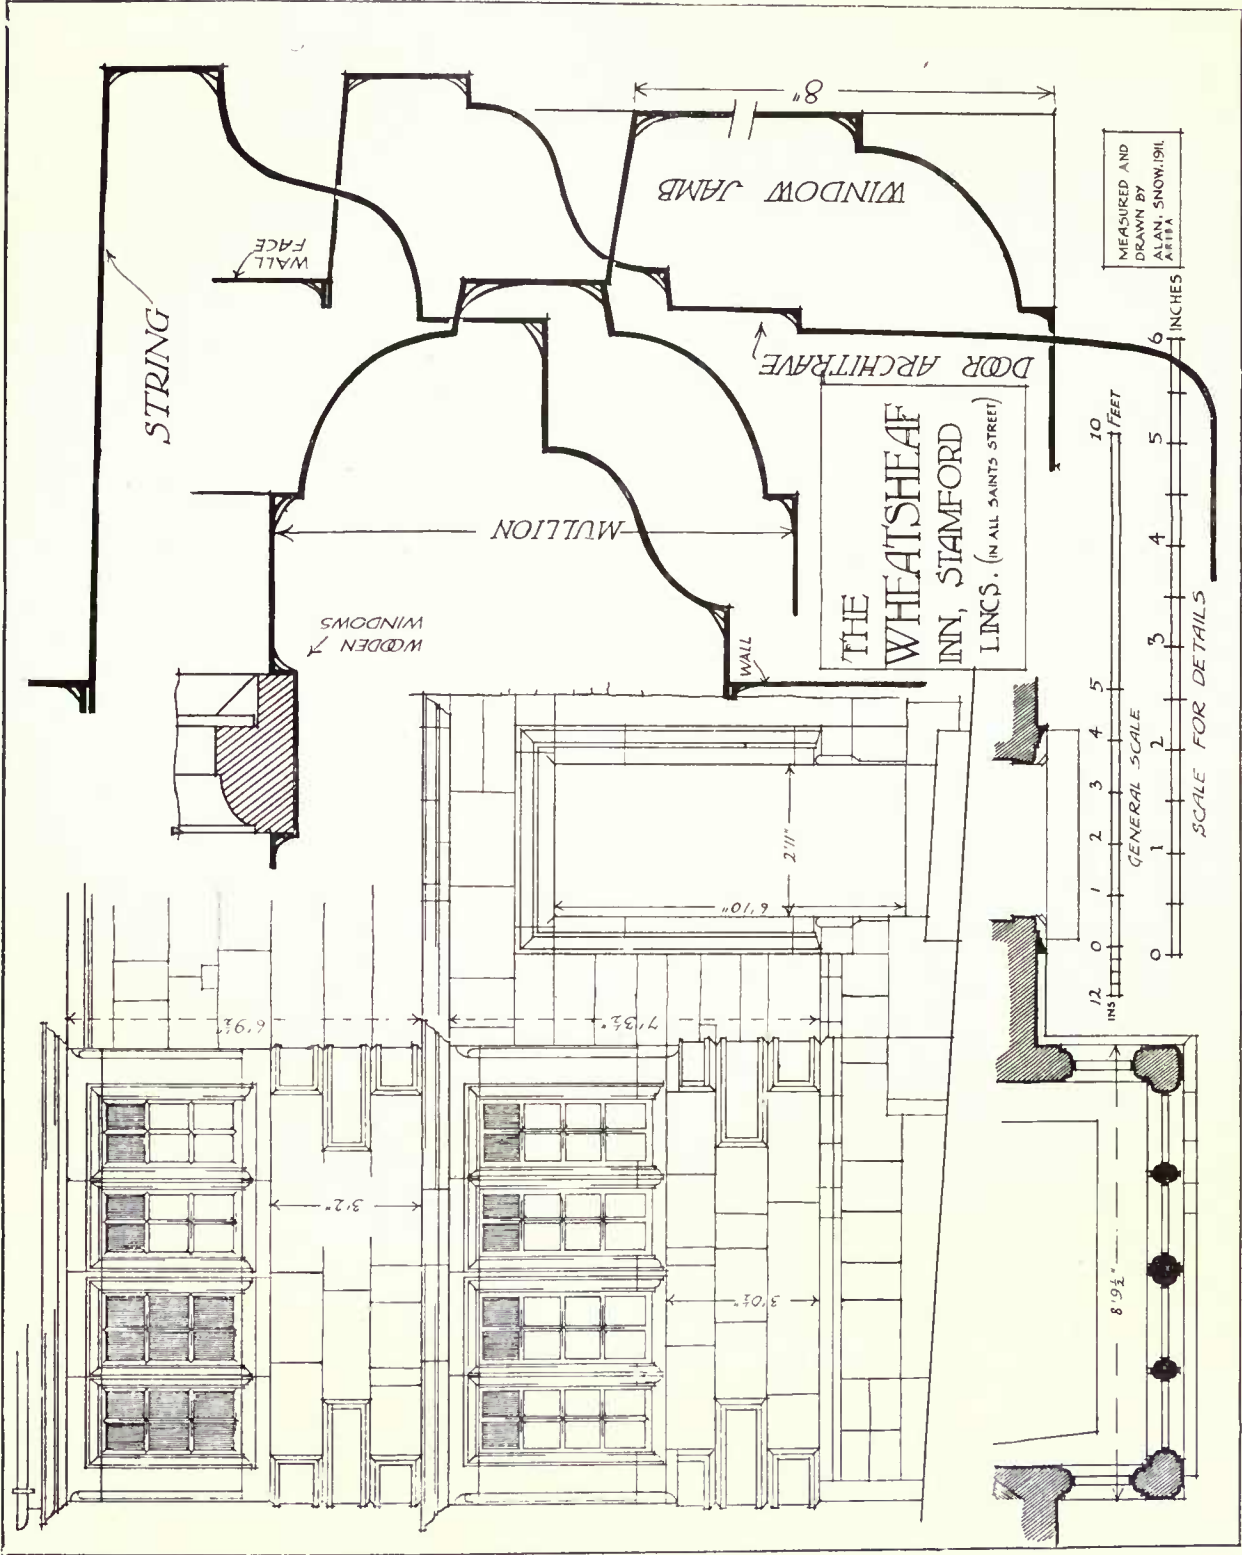 STRING
WALL
FACE
WINDOW JAMB
8"
MEASURED AND
DRAWN BY
ALAN. SNOW. 1911.
ARIBA
DOOR ARCHITRAVE
MULLION
WOODEN
WINDOWS
WALL
THE
WHEATSHEAF
INN, STAMFORD
LINCS. (IN ALL SAINTS STREET)
6'9½"
7'3½"
3'2"
3'0½"
6'10"
2'11"
8'9½"
12 0 1 2 3 4 5 10
INS FEET
GENERAL SCALE
0 1 2 3 4 5 6
INCHES
SCALE FOR DETAILS